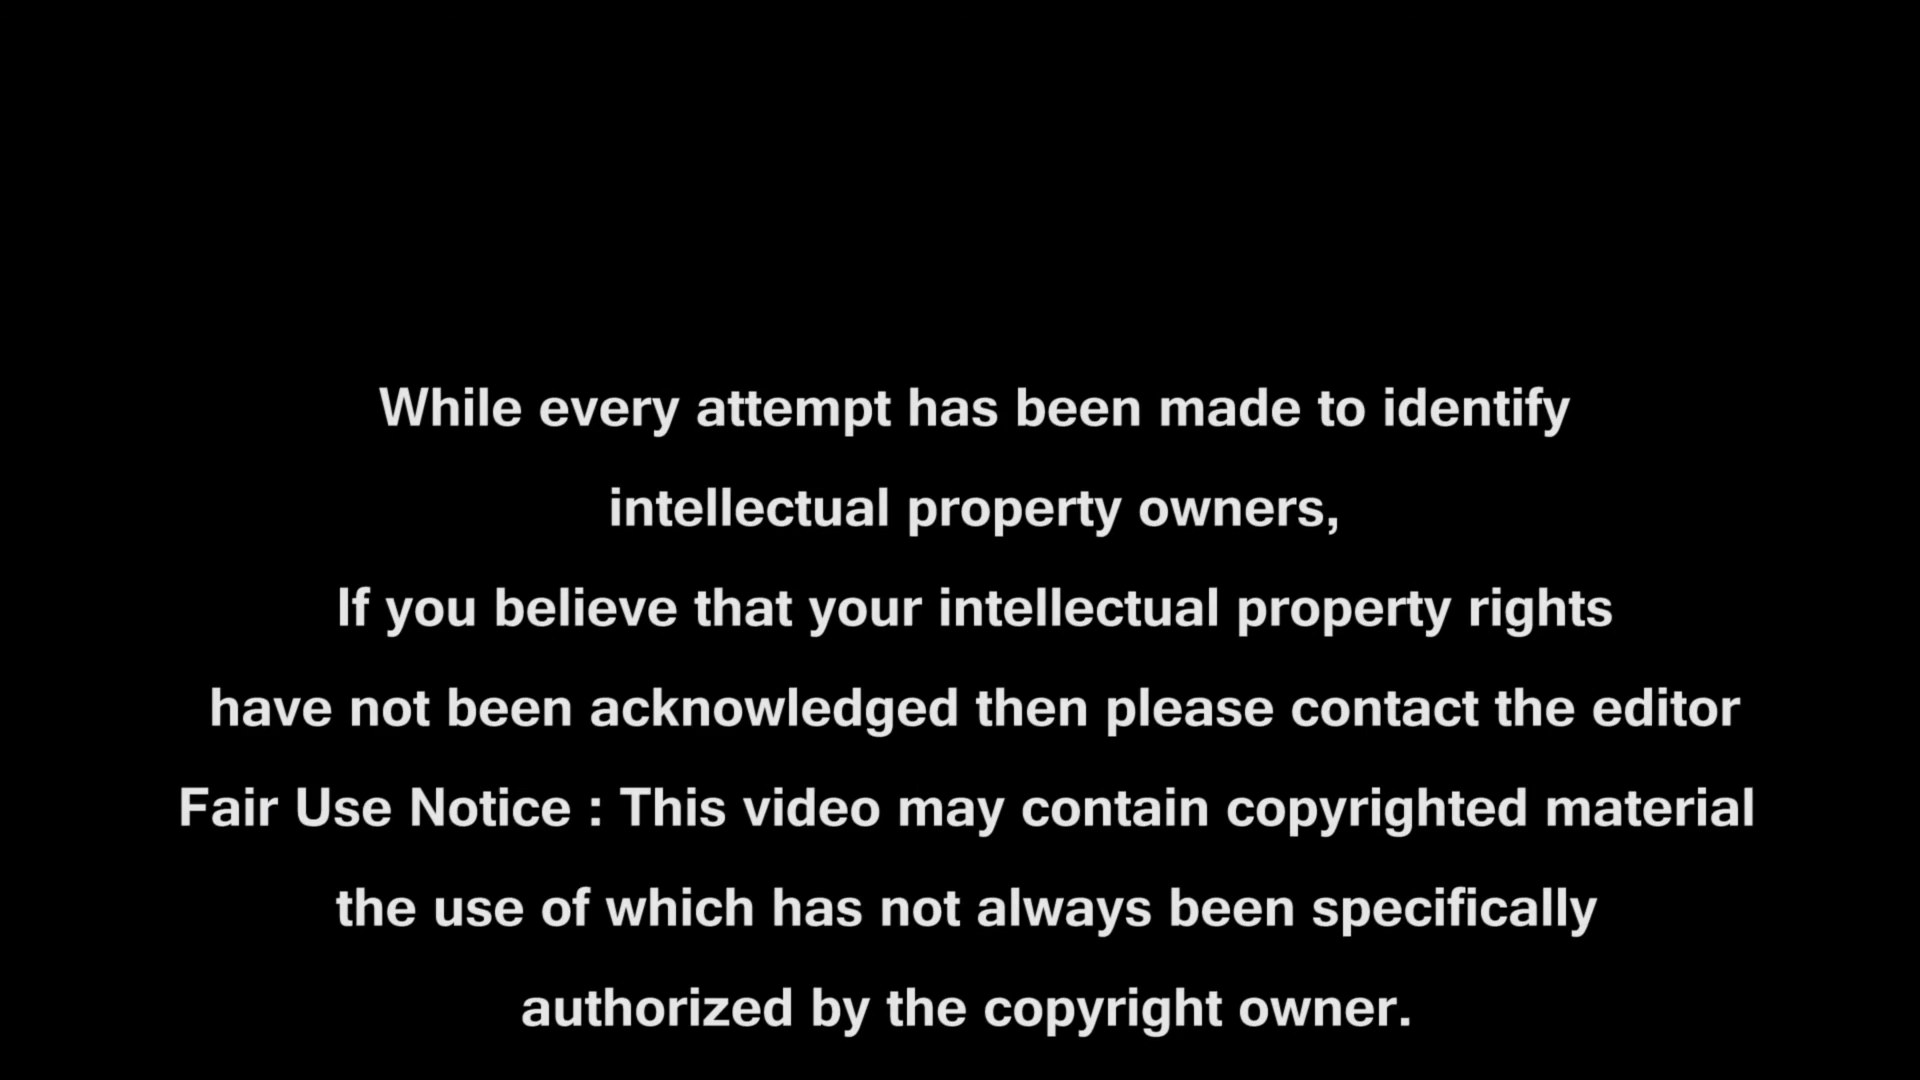 While every attempt has been made to identify
intellectual property owners,
If you believe that your intellectual property rights
have not been acknowledged then please contact the editor
Fair Use Notice : This video may contain copyrighted material
the use of which has not always been specifically
authorized by the copyright owner.